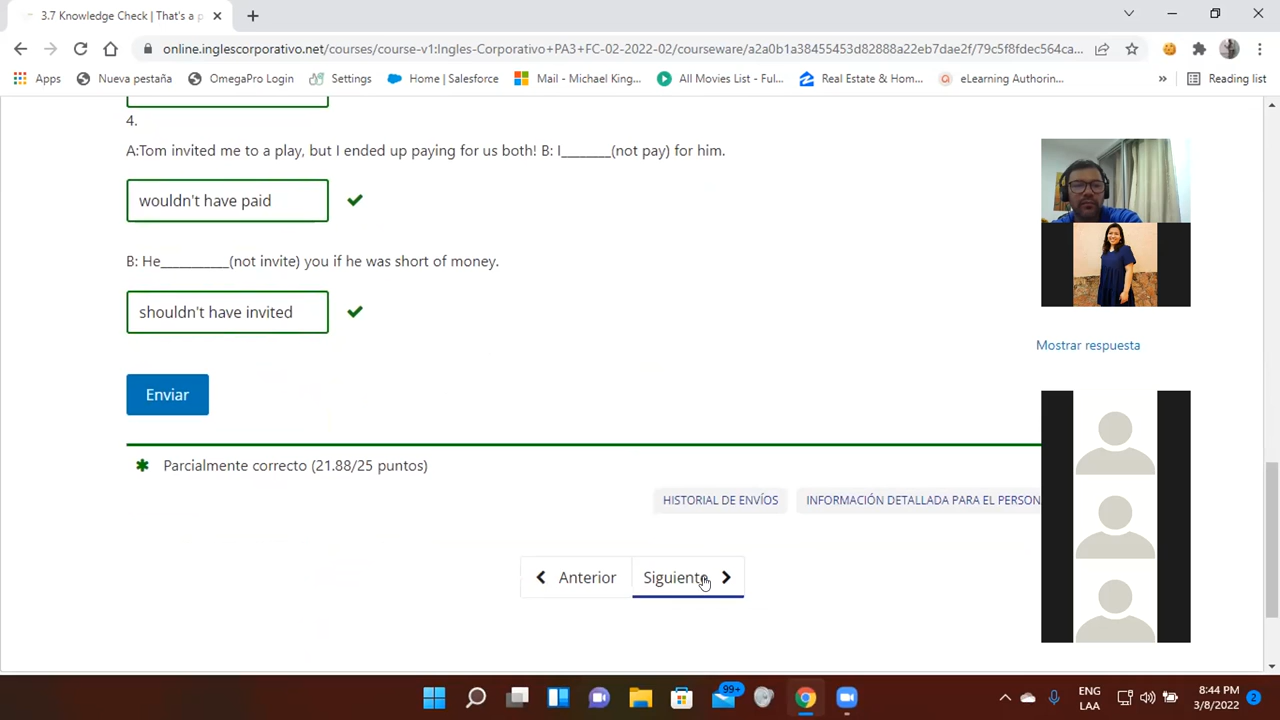 3.7 Knowledge Check | That's a p
online.inglescorporativo.net/courses/course-v1:Ingles-Corporativo+PA3+FC-02-2022-02/courseware/a2a0b1a38455453d82888a22eb7dae2f/79c5f8fdec564ca...
Apps Nueva pestaña OmegaPro Login Settings Home | Salesforce Mail - Michael King... All Movies List - Ful... Real Estate & Hom... eLearning Authorin... » Reading list
4.
A:Tom invited me to a play, but I ended up paying for us both! B: I_______(not pay) for him.
wouldn't have paid
B: He__________(not invite) you if he was short of money.
shouldn't have invited
Mostrar respuesta
Enviar
Parcialmente correcto (21.88/25 puntos)
HISTORIAL DE ENVÍOS INFORMACIÓN DETALLADA PARA EL PERSON
Anterior Siguiente
99+
ENG
LAA
8:44 PM
3/8/2022
2